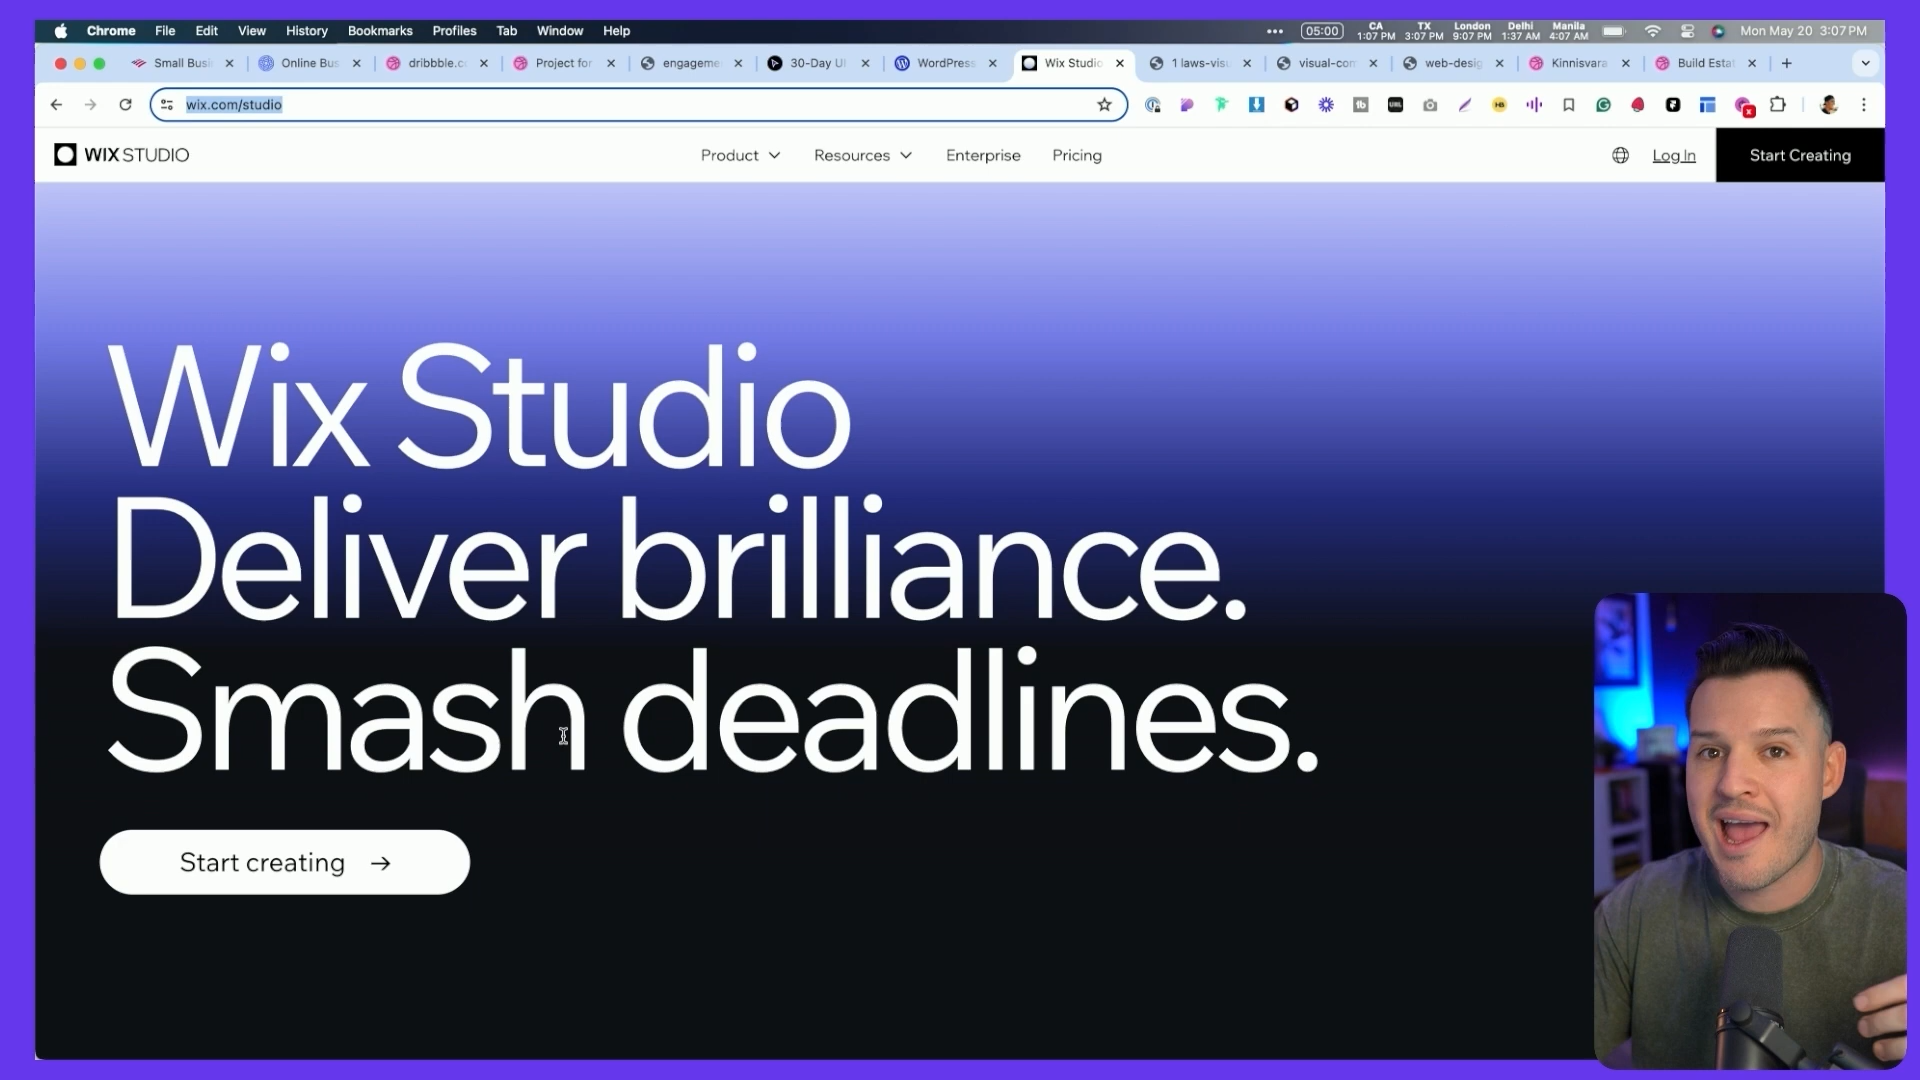 Chrome File Edit View History Bookmarks Profiles Tab Window Help
05:00
CA TX London Delhi Manila
1:07 PM 3:07 PM 9:07 PM 1:37 AM 4:07 AM
Mon May 20 3:07 PM
Small Busi Online Bus dribbble.c Project for engageme 30-Day UI WordPress Wix Studio 1 laws-visu visual-com web-desig Kinnisvara Build Estat
wix.com/studio
WIX STUDIO
Product Resources Enterprise Pricing
Log In
Start Creating
Wix Studio
Deliver brilliance.
Smash deadlines.
Start creating